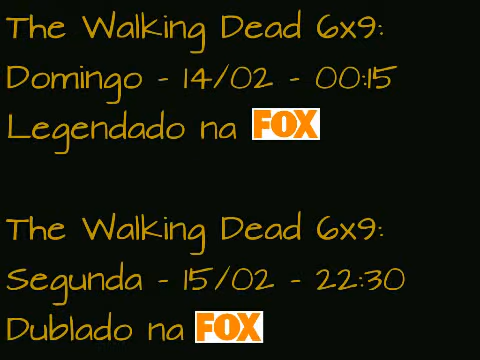 The Walking Dead 6x9:
Domingo - 14/02 - 00:15
Legendado na FOX
The Walking Dead 6x9:
Segunda - 15/02 - 22:30
Dublado na FOX